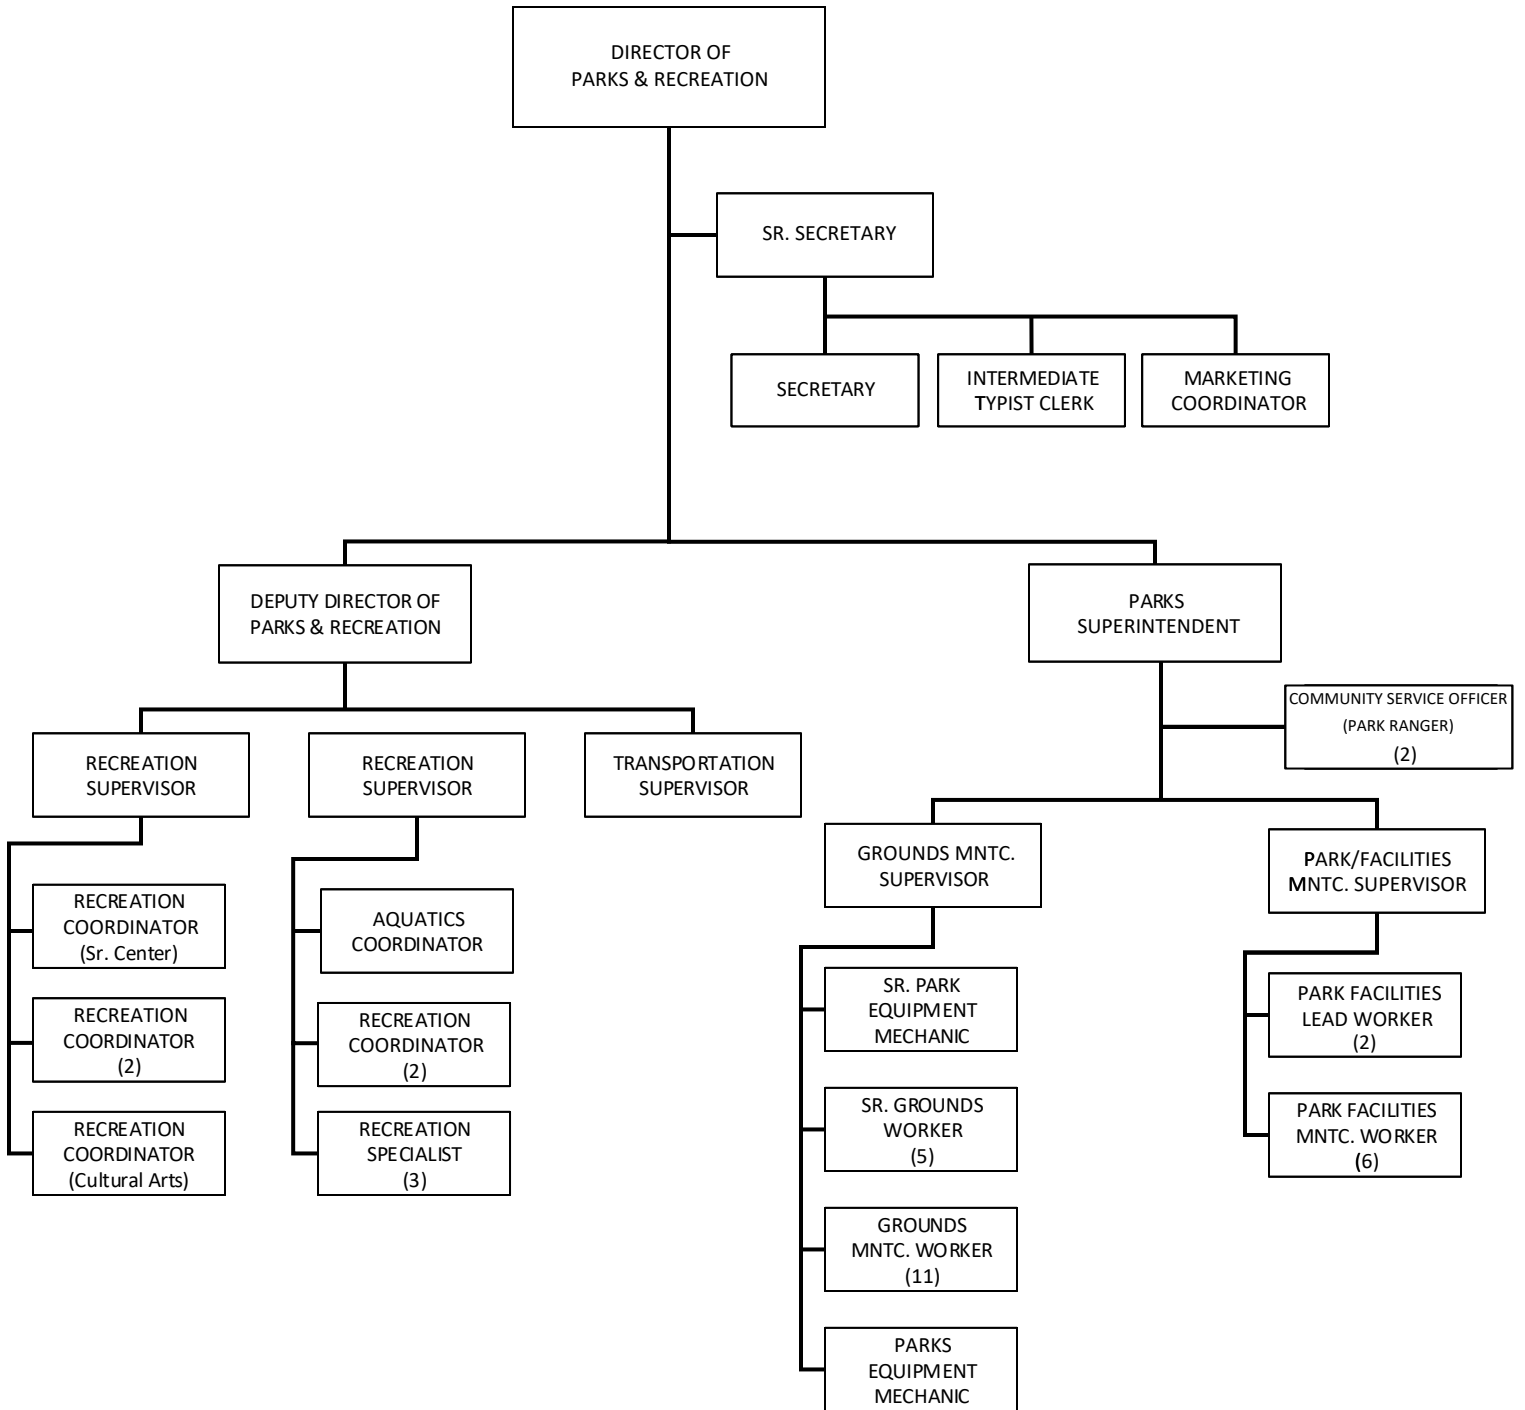 DIRECTOR OF
PARKS & RECREATION
SR. SECRETARY
SECRETARY
INTERMEDIATE
TYPIST CLERK
MARKETING
COORDINATOR
DEPUTY DIRECTOR OF
PARKS & RECREATION
PARKS
SUPERINTENDENT
COMMUNITY SERVICE OFFICER
(PARK RANGER)
(2)
RECREATION
SUPERVISOR
RECREATION
SUPERVISOR
TRANSPORTATION
SUPERVISOR
GROUNDS MNTC.
SUPERVISOR
PARK/FACILITIES
MNTC. SUPERVISOR
RECREATION
COORDINATOR
(Sr. Center)
RECREATION
COORDINATOR
(2)
RECREATION
COORDINATOR
(Cultural Arts)
AQUATICS
COORDINATOR
RECREATION
COORDINATOR
(2)
RECREATION
SPECIALIST
(3)
SR. PARK
EQUIPMENT
MECHANIC
SR. GROUNDS
WORKER
(5)
GROUNDS
MNTC. WORKER
(11)
PARKS
EQUIPMENT
MECHANIC
PARK FACILITIES
LEAD WORKER
(2)
PARK FACILITIES
MNTC. WORKER
(6)